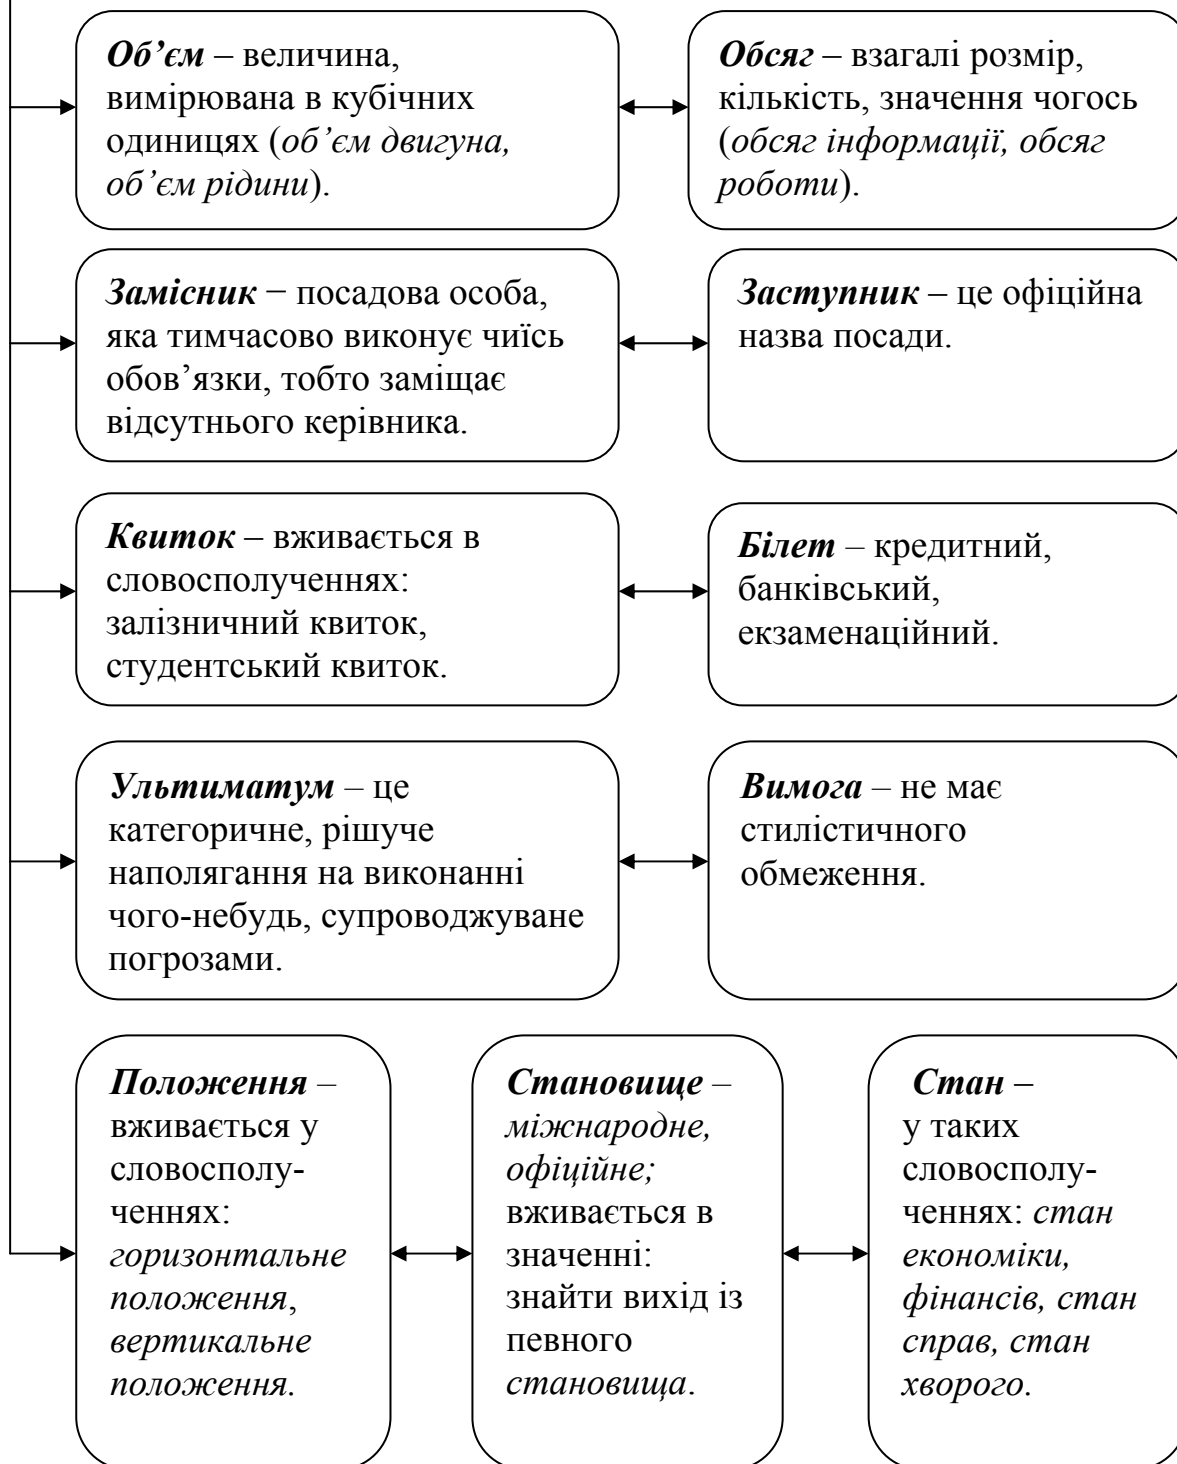 Об’єм – величина,
вимірювана в кубічних
одиницях (об’єм двигуна,
об’єм рідини).
Обсяг – взагалі розмір,
кількість, значення чогось
(обсяг інформації, обсяг
роботи).
Замісник − посадова особа,
яка тимчасово виконує чиїсь
обов’язки, тобто заміщає
відсутнього керівника.
Заступник – це офіційна
назва посади.
Квиток – вживається в
словосполученнях:
залізничний квиток,
студентський квиток.
Білет – кредитний,
банківський,
екзаменаційний.
Ультиматум – це
категоричне, рішуче
наполягання на виконанні
чого-небудь, супроводжуване
погрозами.
Вимога – не має
стилістичного
обмеження.
Положення –
вживається у
словосполу-
ченнях:
горизонтальне
положення,
вертикальне
положення.
Становище –
міжнародне,
офіційне;
вживається в
значенні:
знайти вихід із
певного
становища.
Стан –
у таких
словосполу-
ченнях: стан
економіки,
фінансів, стан
справ, стан
хворого.